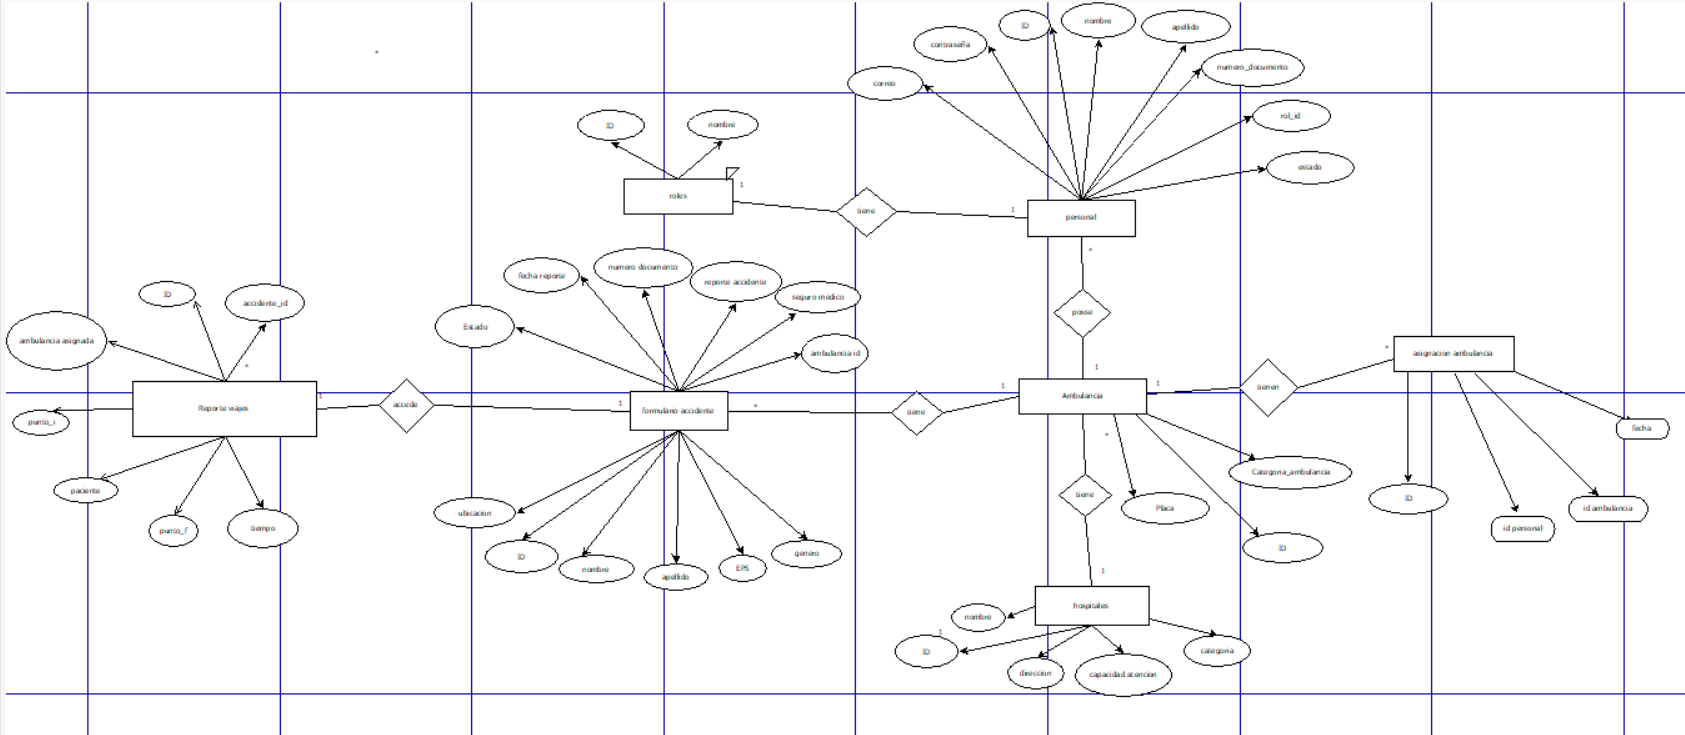 *
ID
nombre
apellido
contraseña
numero_documento
correo
rol_id
estado
ID
nombre
roles
1
tiene
1
personal
*
posse
1
fecha reporte
numero documento
reporte accidente
seguro medico
Estado
ambulancia id
ID
accidente_id
ambulancia asignada
*
Reporte viajes
1
accede
1
formulario accidente
*
tiene
1
Ambulancia
1
tienen
*
asignacion ambulancia
punto_i
paciente
punto_f
tiempo
ubicacion
ID
nombre
apellido
EPS
genero
*
tiene
1
Categoria_ambulancia
Placa
ID
fecha
ID
id personal
id ambulancia
hospitales
nombre
1
ID
direccion
capacidad atencion
categoria